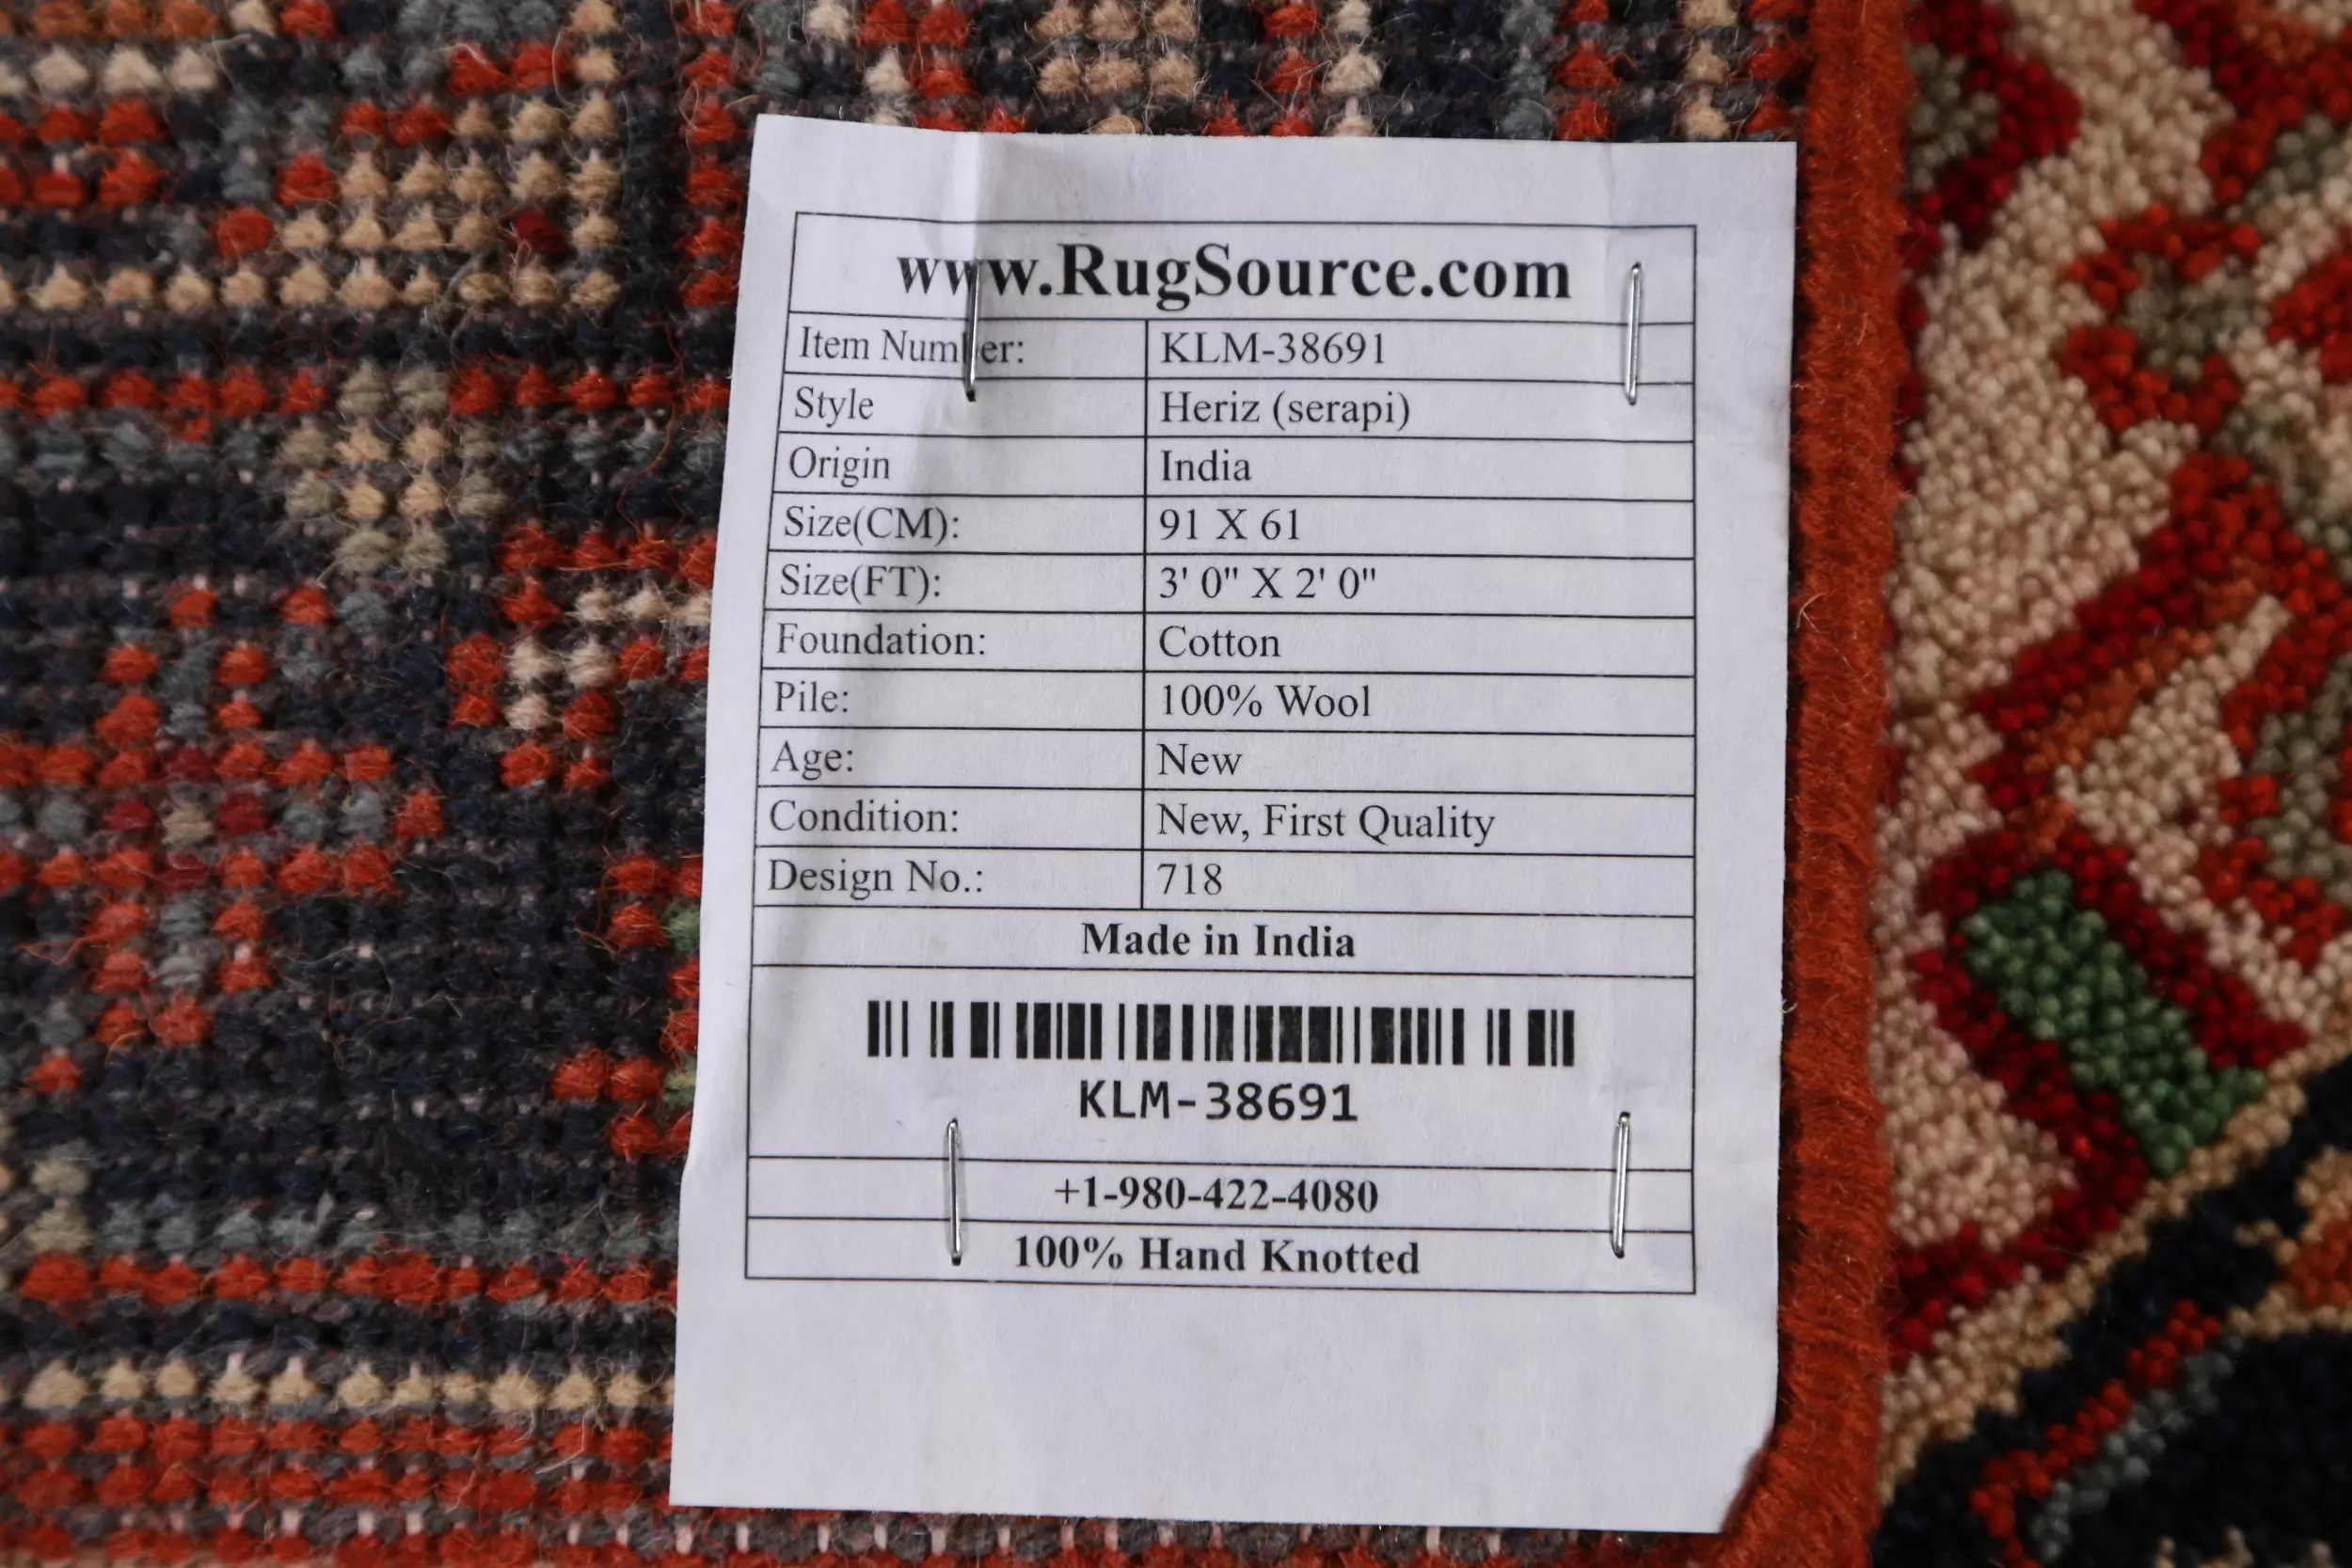 www.RugSource.com
Item Number: KLM-38691
Style Heriz (serapi)
Origin India
Size(CM): 91 X 61
Size(FT): 3' 0" X 2' 0"
Foundation: Cotton
Pile: 100% Wool
Age: New
Condition: New, First Quality
Design No.: 718
Made in India
KLM-38691
+1-980-422-4080
100% Hand Knotted